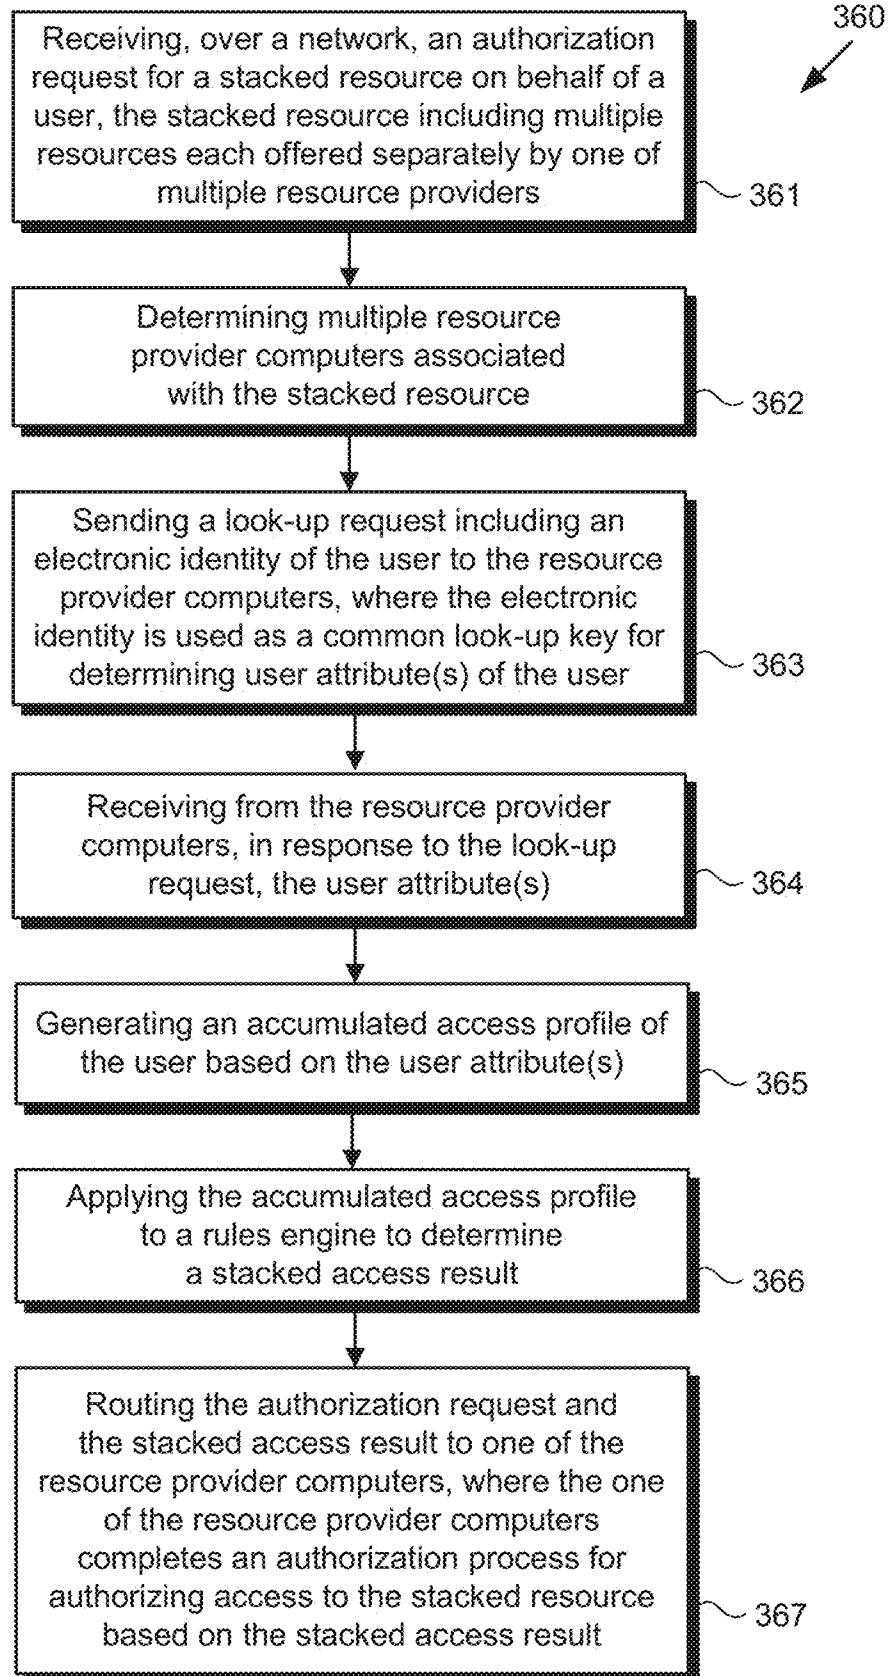 360
Receiving, over a network, an authorization
request for a stacked resource on behalf of a
user, the stacked resource including multiple
resources each offered separately by one of
multiple resource providers
361
Determining multiple resource
provider computers associated
with the stacked resource
362
Sending a look-up request including an
electronic identity of the user to the resource
provider computers, where the electronic
identity is used as a common look-up key for
determining user attribute(s) of the user
363
Receiving from the resource provider
computers, in response to the look-up
request, the user attribute(s)
364
Generating an accumulated access profile of
the user based on the user attribute(s)
365
Applying the accumulated access profile
to a rules engine to determine
a stacked access result
366
Routing the authorization request and
the stacked access result to one of the
resource provider computers, where the one
of the resource provider computers
completes an authorization process for
authorizing access to the stacked resource
based on the stacked access result
367